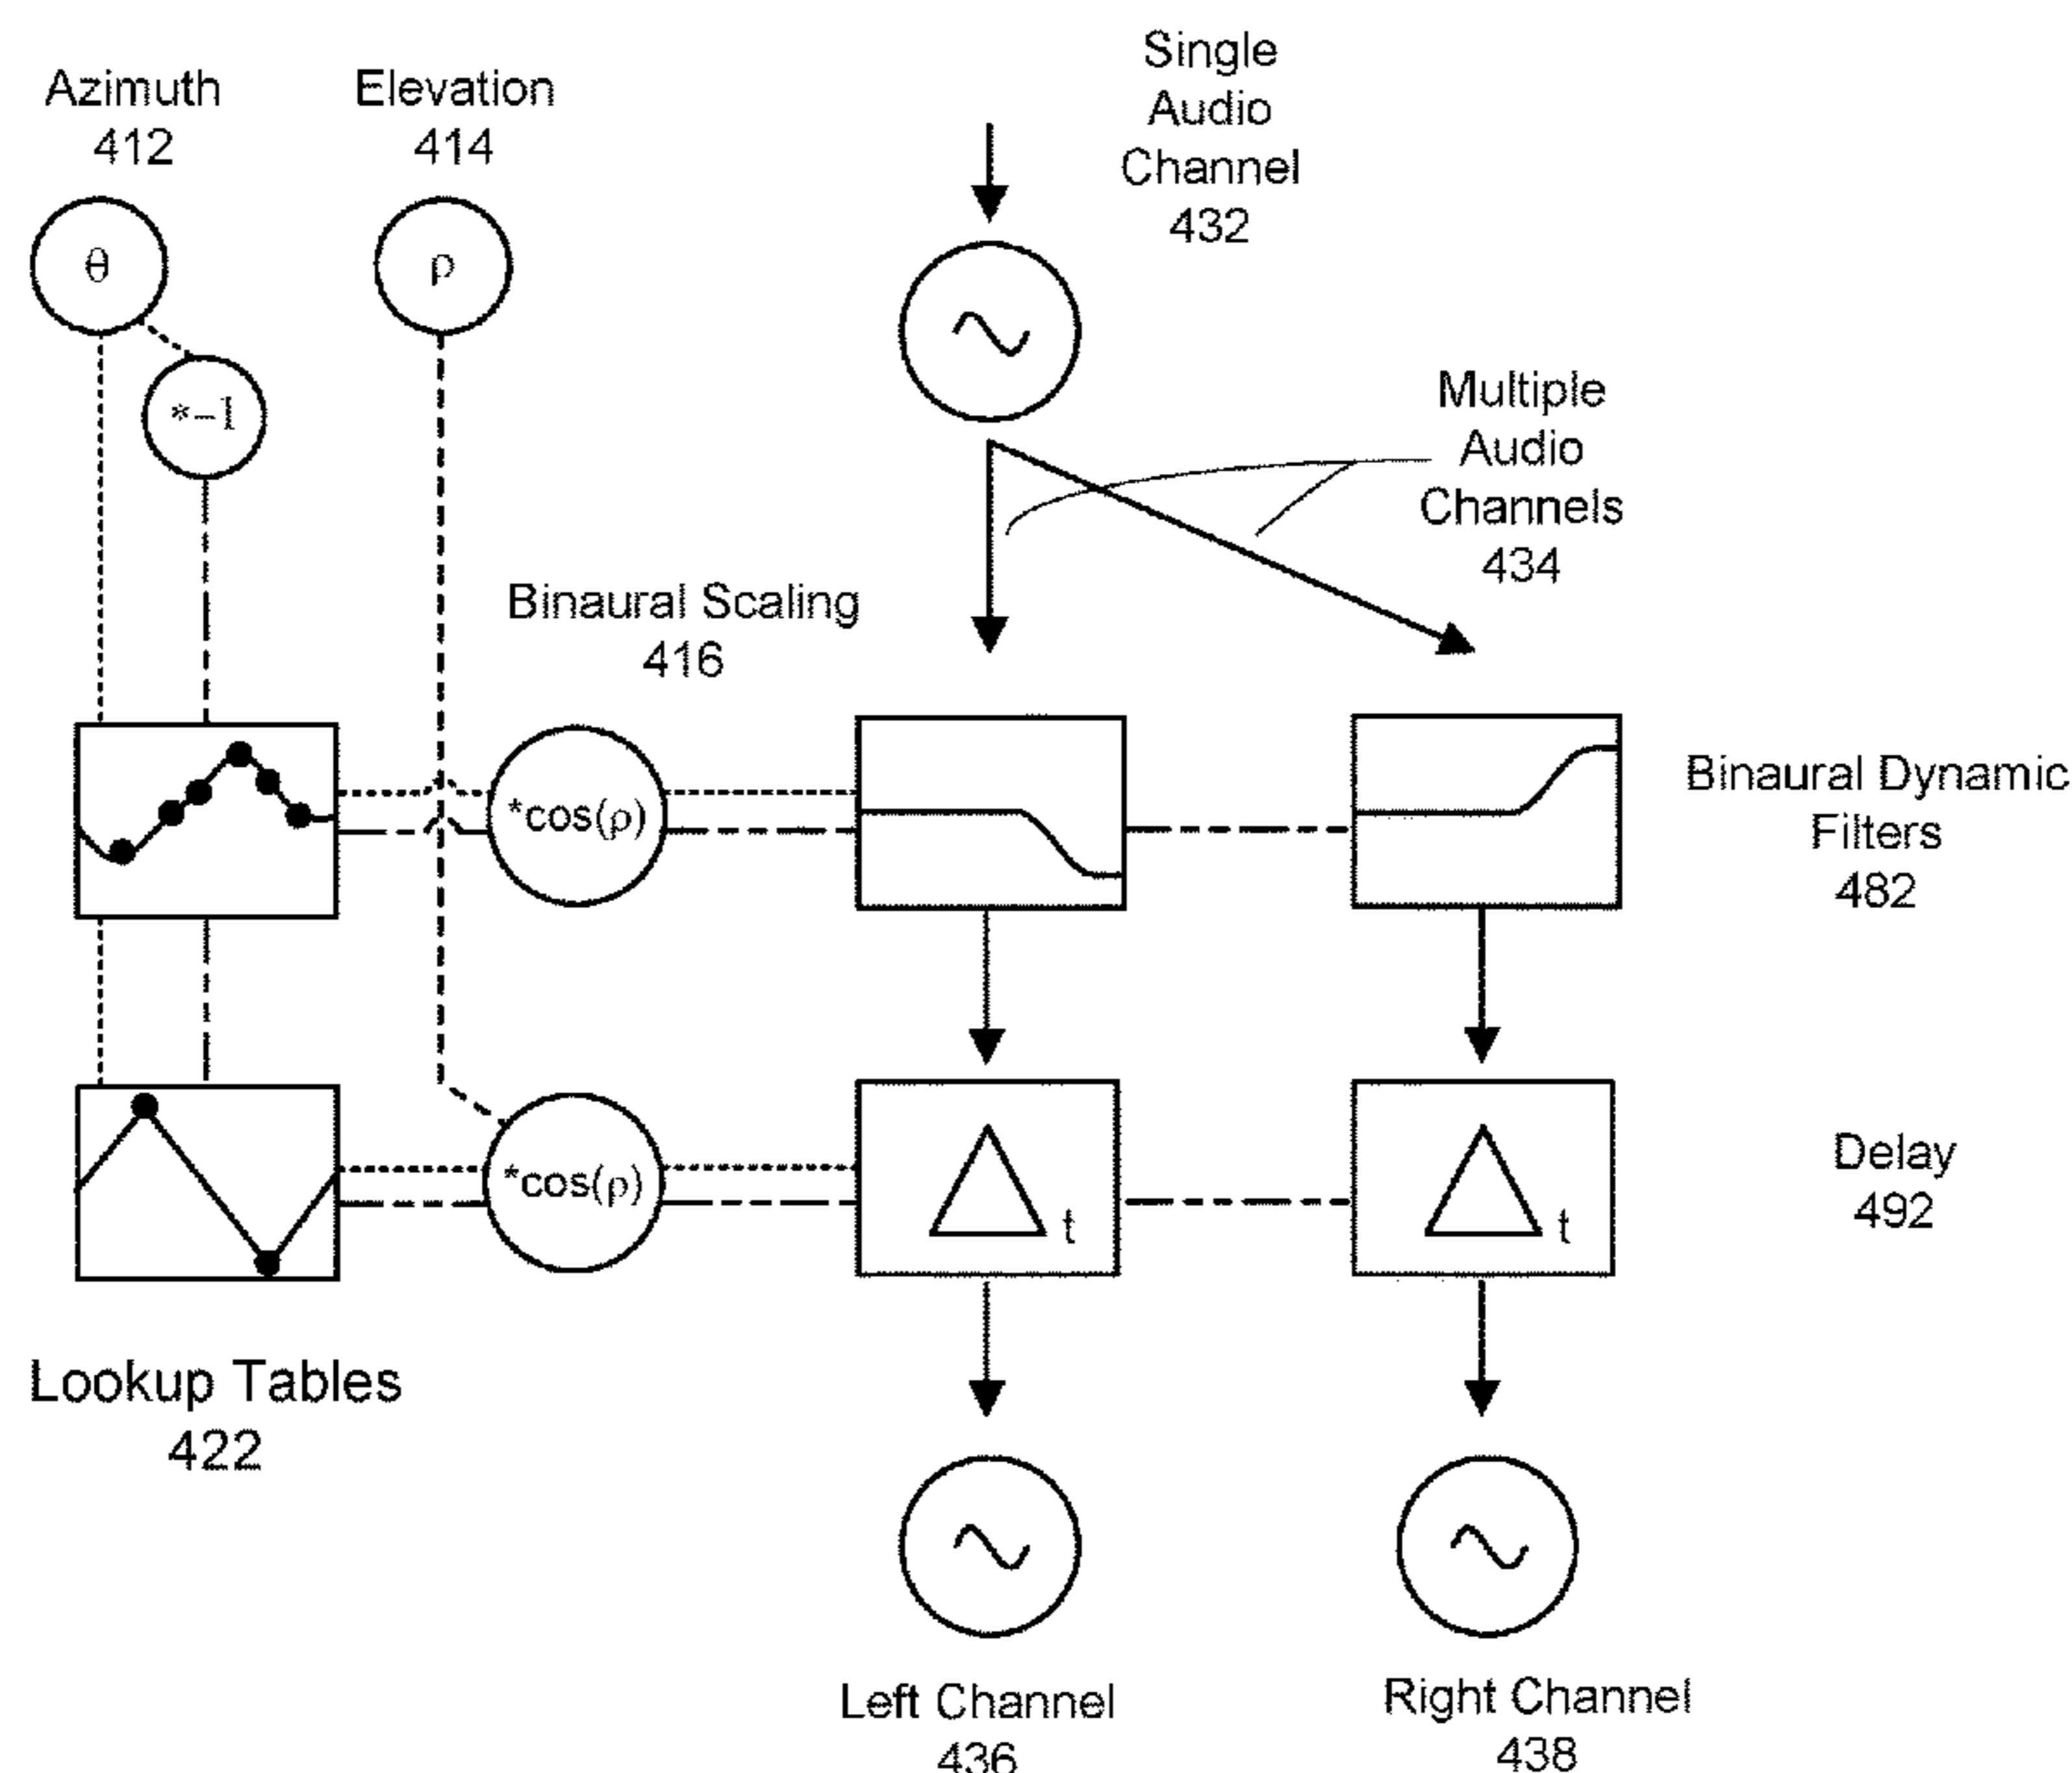 Azimuth
412
Elevation
414
Single
Audio
Channel
432
θ
ρ
*−1
Multiple
Audio
Channels
434
Binaural Scaling
416
*cos(ρ)
Binaural Dynamic
Filters
482
*cos(ρ)
t
t
Delay
492
Lookup Tables
422
Left Channel
436
Right Channel
438